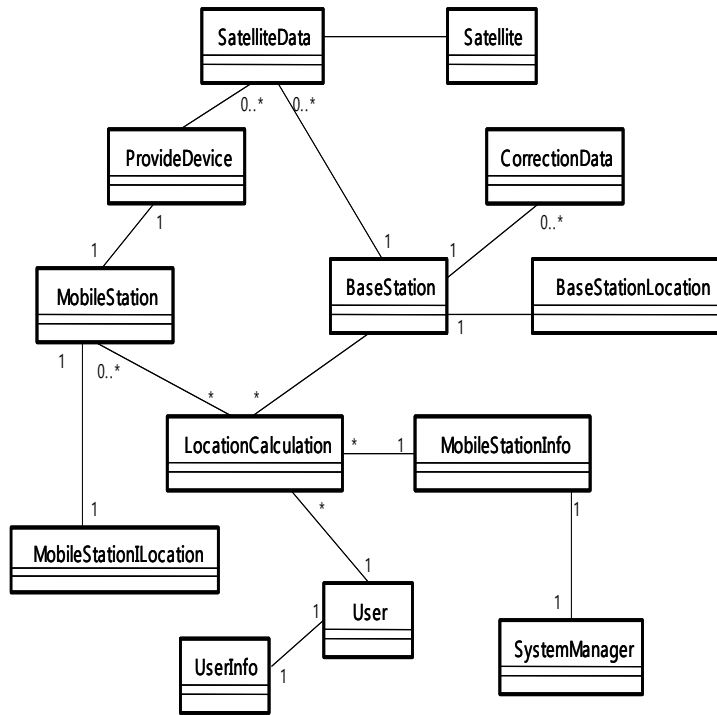 SatelliteData
Satellite
0..*
0..*
ProvideDevice
CorrectionData
1
0..*
1
1
1
MobileStation
BaseStation
BaseStationLocation
1
1
0..*
*
*
LocationCalculation
*
1
MobileStationInfo
1
*
1
MobileStationILocation
1
1
1
User
SystemManager
UserInfo
1